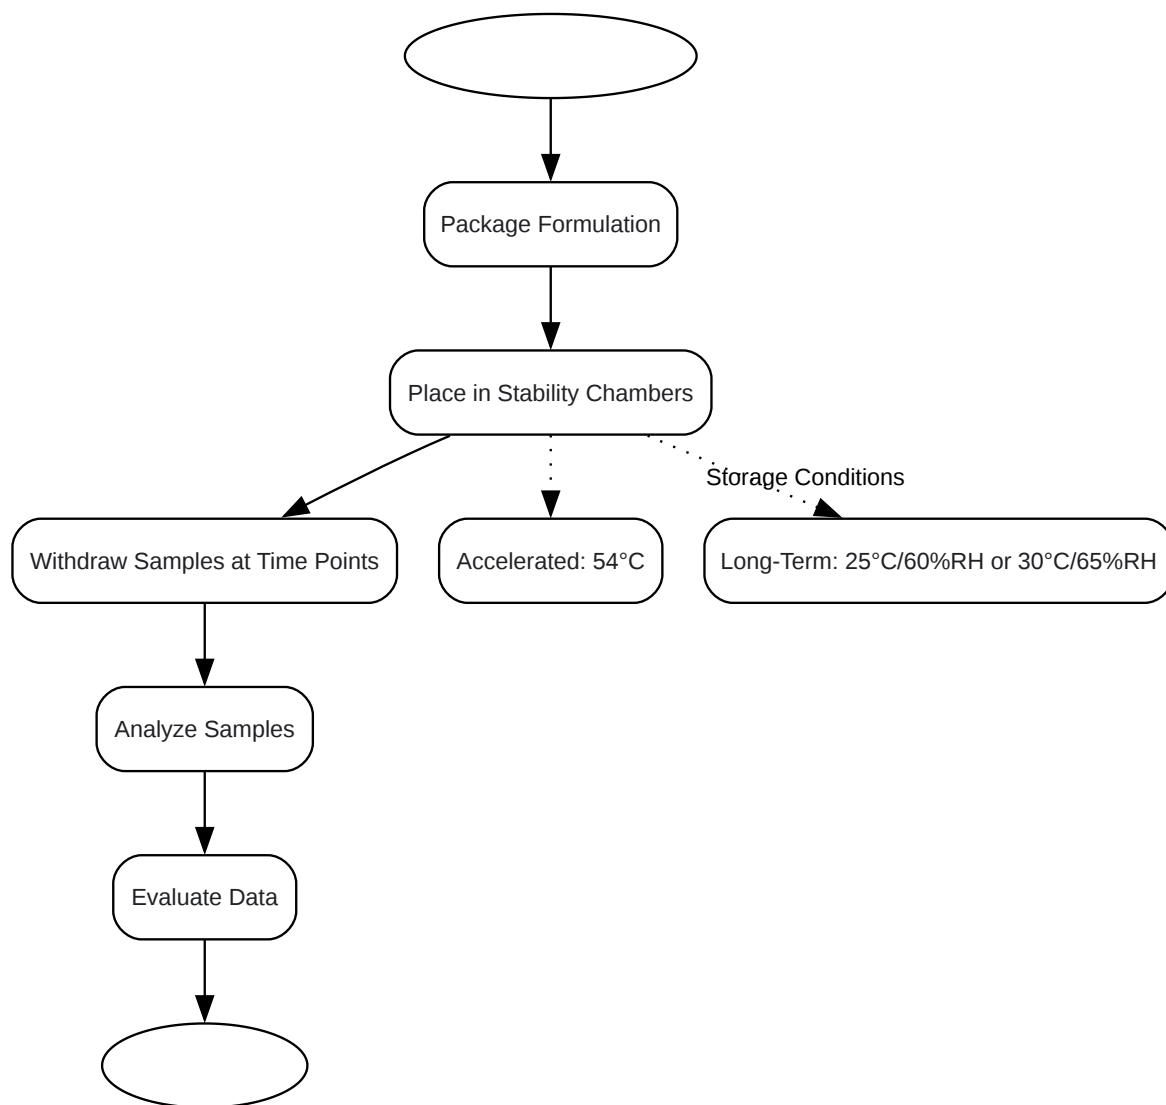 Package Formulation
Place in Stability Chambers
Storage Conditions
Withdraw Samples at Time Points
Accelerated: 54°C
Long-Term: 25°C/60%RH or 30°C/65%RH
Analyze Samples
Evaluate Data